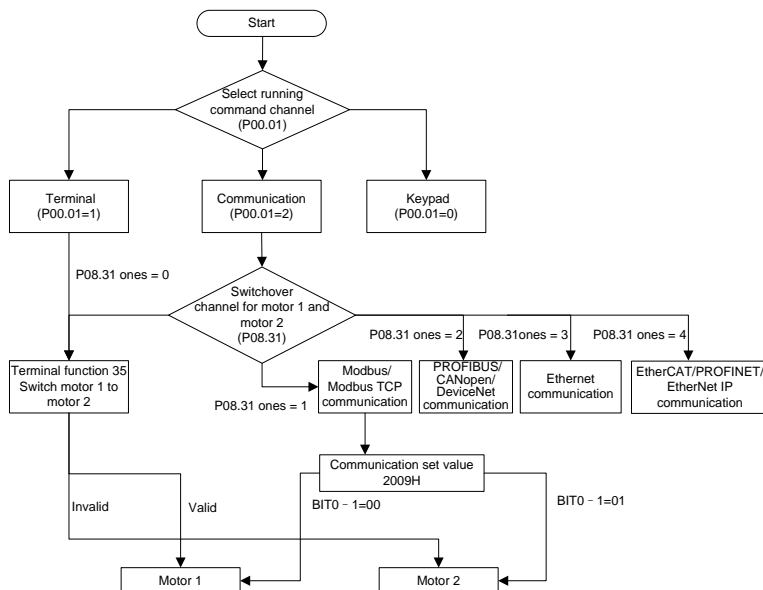 Start
Select running
command channel
(P00.01)
Terminal
(P00.01=1)
Communication
(P00.01=2)
Keypad
(P00.01=0)
P08.31 ones = 0
Switchover
channel for motor 1 and
motor 2
(P08.31)
P08.31 ones = 2
P08.31ones = 3
P08.31 ones = 4
Terminal function 35
Switch motor 1 to
motor 2
P08.31 ones = 1
Modbus/
Modbus TCP
communication
PROFIBUS/
CANopen/
DeviceNet
communication
Ethernet
communication
EtherCAT/PROFINET/
EtherNet IP
communication
Communication set value
2009H
Invalid
Valid
BIT0﹣1=00
BIT0﹣1=01
Motor 1
Motor 2